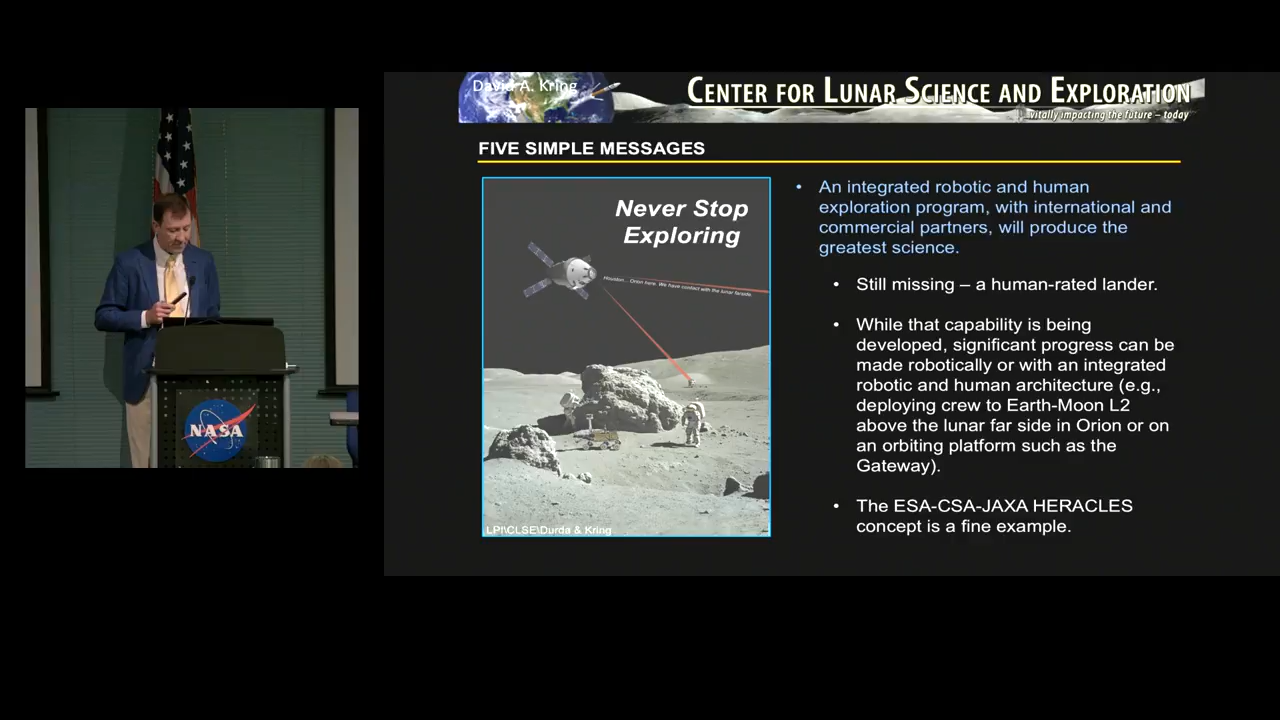 David A. Kring
CENTER FOR LUNAR SCIENCE AND EXPLORATION
vitally impacting the future – today
FIVE SIMPLE MESSAGES
Never Stop
Exploring
Houston... Orion here. We have contact with the lunar farside.
LPI\CLSE\Durda & Kring
• An integrated robotic and human
exploration program, with international and
commercial partners, will produce the
greatest science.
• Still missing – a human-rated lander.
• While that capability is being
developed, significant progress can be
made robotically or with an integrated
robotic and human architecture (e.g.,
deploying crew to Earth-Moon L2
above the lunar far side in Orion or on
an orbiting platform such as the
Gateway).
• The ESA-CSA-JAXA HERACLES
concept is a fine example.
NASA